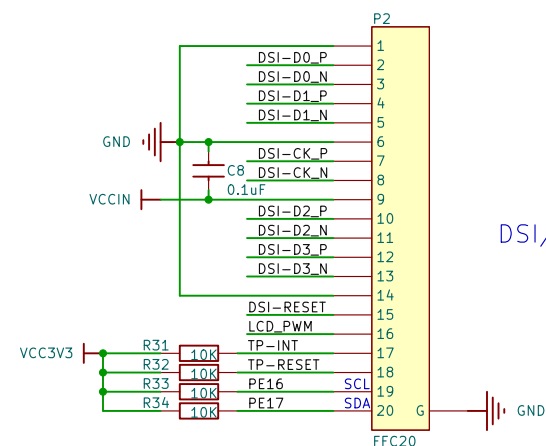 P2
1
DSI-D0_P 2
DSI-D0_N 3
DSI-D1_P 4
DSI-D1_N 5
GND 6
DSI-CK_P 7
C8 DSI-CK_N 8
0.1uF
VCCIN 9
DSI-D2_P 10
DSI-D2_N 11
DSI-D3_P 12
DSI-D3_N 13
DSI/
14
DSI-RESET 15
LCD_PWM 16
VCC3V3 R31 10K TP-INT 17
R32 10K TP-RESET 18
R33 10K PE16 SCL 19
R34 10K PE17 SDA 20 G GND
FFC20